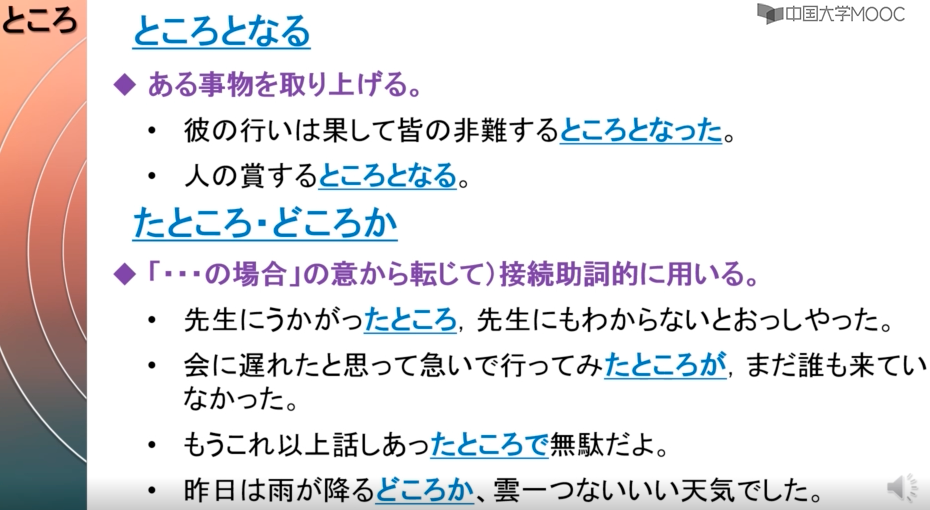 ところ
中国大学MOOC
ところとなる
◆ ある事物を取り上げる。
• 彼の行いは果して皆の非難するところとなった。
• 人の賞するところとなる。
たところ・どころか
◆ 「・・・の場合」の意から転じて）接続助詞的に用いる。
• 先生にうかがったところ，先生にもわからないとおっしやった。
• 会に遅れたと思って急いで行ってみたところが，まだ誰も来てい
なかった。
• もうこれ以上話しあったところで無駄だよ。
• 昨日は雨が降るどころか、雲一つないいい天気でした。